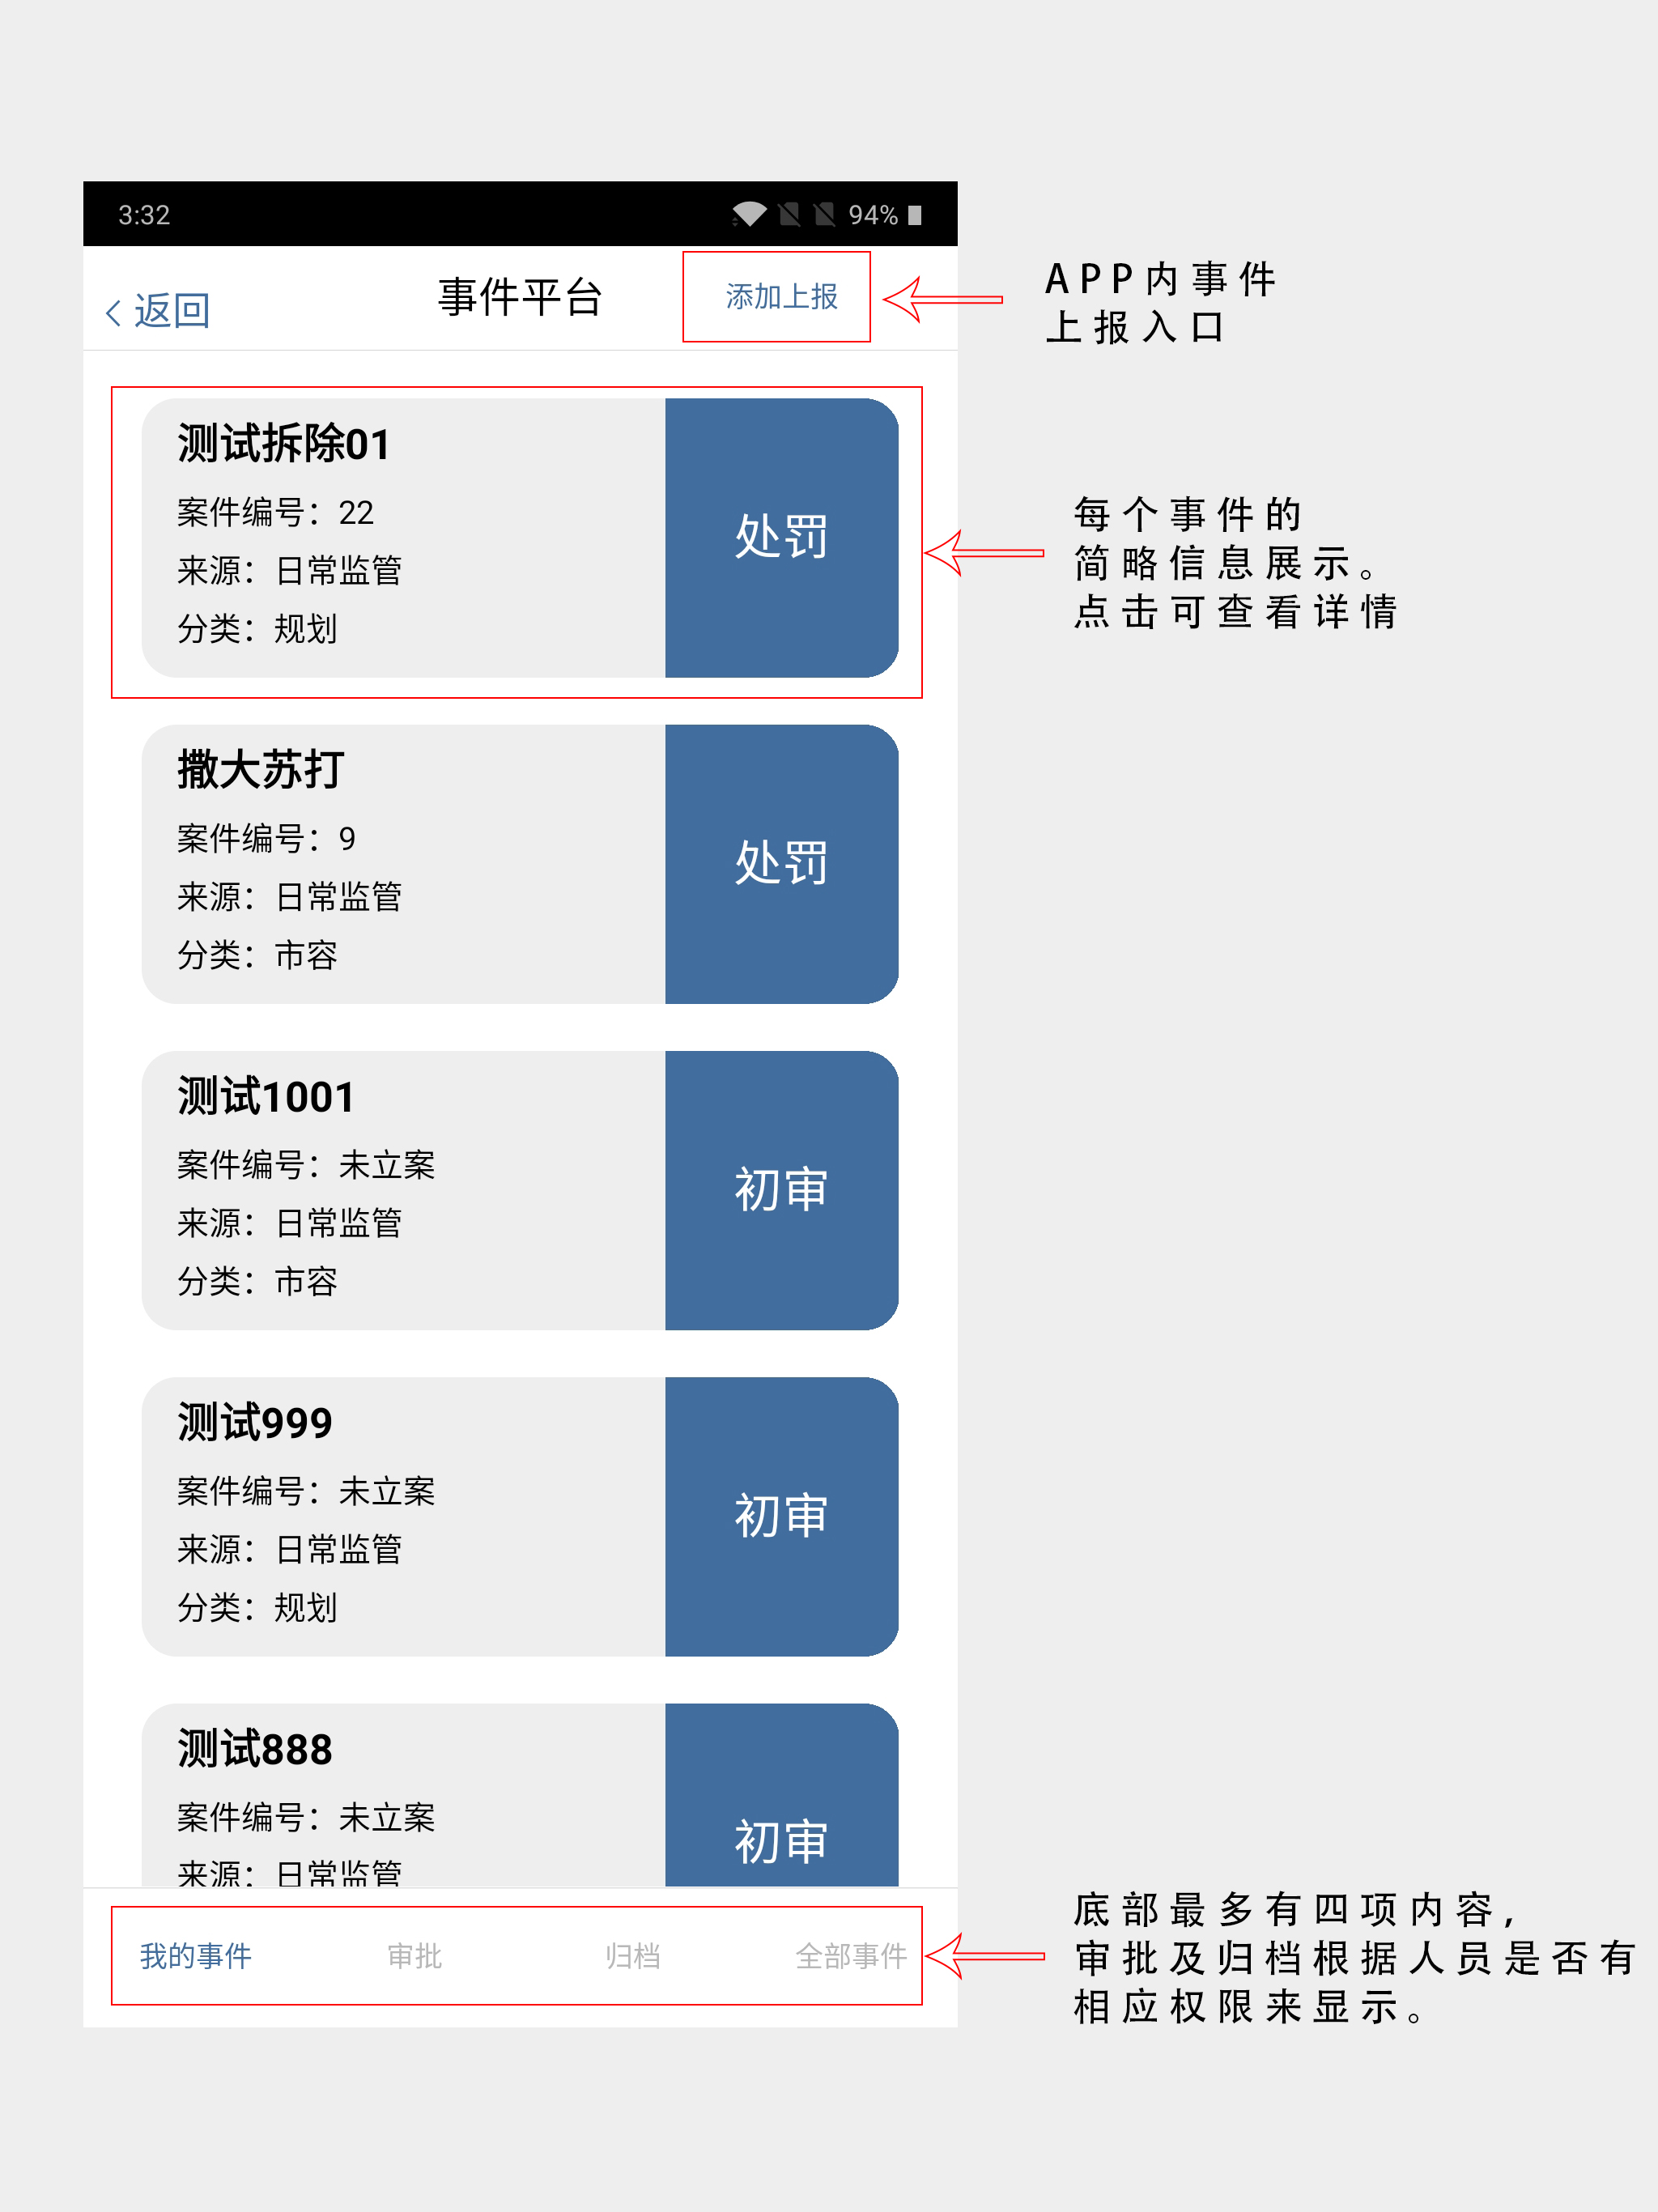 3:32
94%
返回
事件平台
添加上报
APP内事件
上报入口
测试拆除01
案件编号：22
来源：日常监管
分类：规划
处罚
每个事件的
简略信息展示。
点击可查看详情
撒大苏打
案件编号：9
来源：日常监管
分类：市容
处罚
测试1001
案件编号：未立案
来源：日常监管
分类：市容
初审
测试999
案件编号：未立案
来源：日常监管
分类：规划
初审
测试888
案件编号：未立案
来源：日常监管
初审
我的事件
审批
归档
全部事件
底部最多有四项内容，
审批及归档根据人员是否有
相应权限来显示。